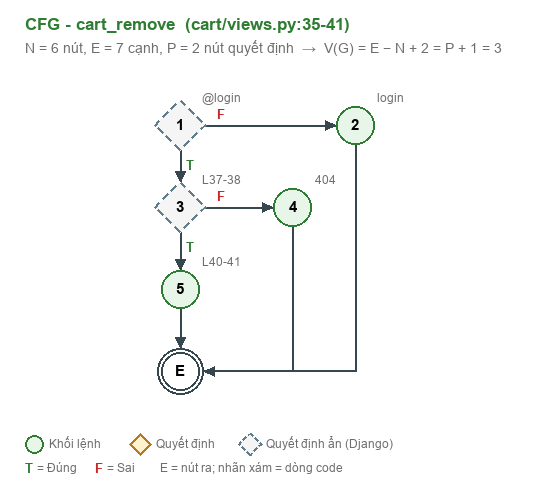 CFG - cart_remove (cart/views.py:35-41)
N = 6 nút, E = 7 cạnh, P = 2 nút quyết định → V(G) = E − N + 2 = P + 1 = 3
@login
login
1
F
2
T
L37-38
404
3
F
4
T
L40-41
5
E
Khối lệnh
Quyết định
Quyết định ẩn (Django)
T = Đúng
F = Sai
E = nút ra; nhãn xám = dòng code